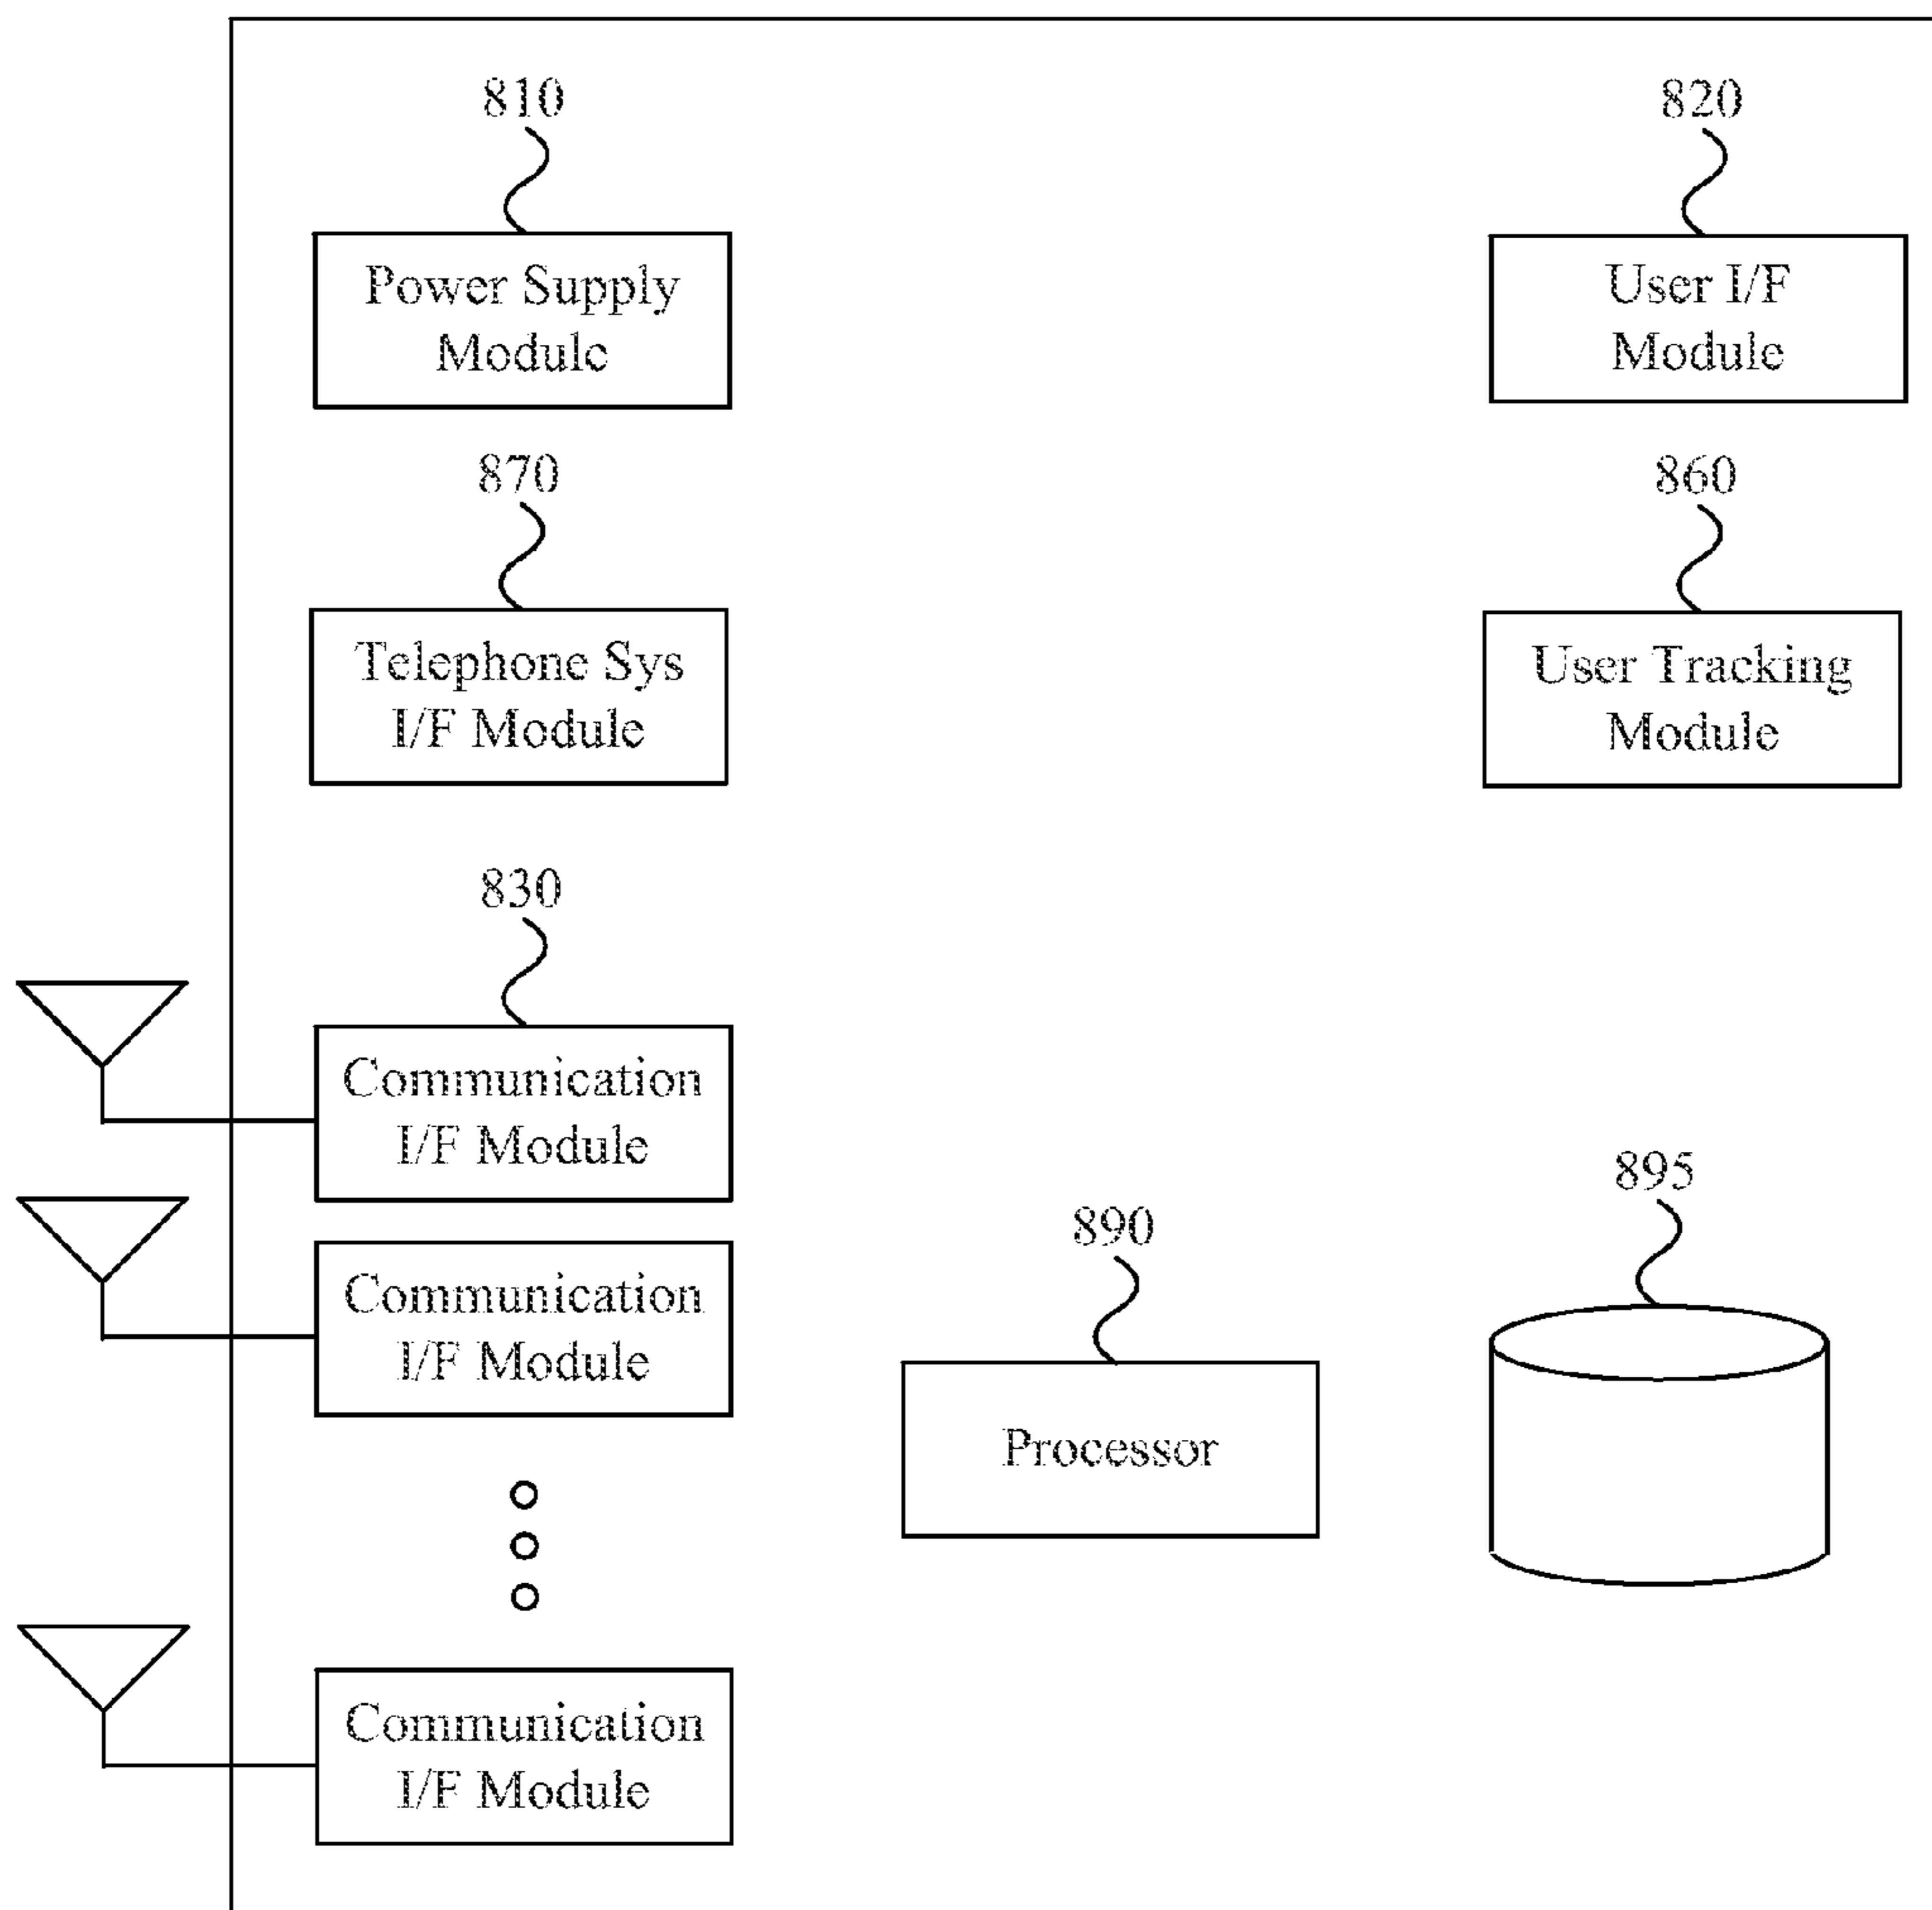 810
820
Power Supply
Module
User I/F
Module
870
860
Telephone Sys
I/F Module
User Tracking
Module
830
Communication
I/F Module
895
890
Communication
I/F Module
Processor
Communication
I/F Module